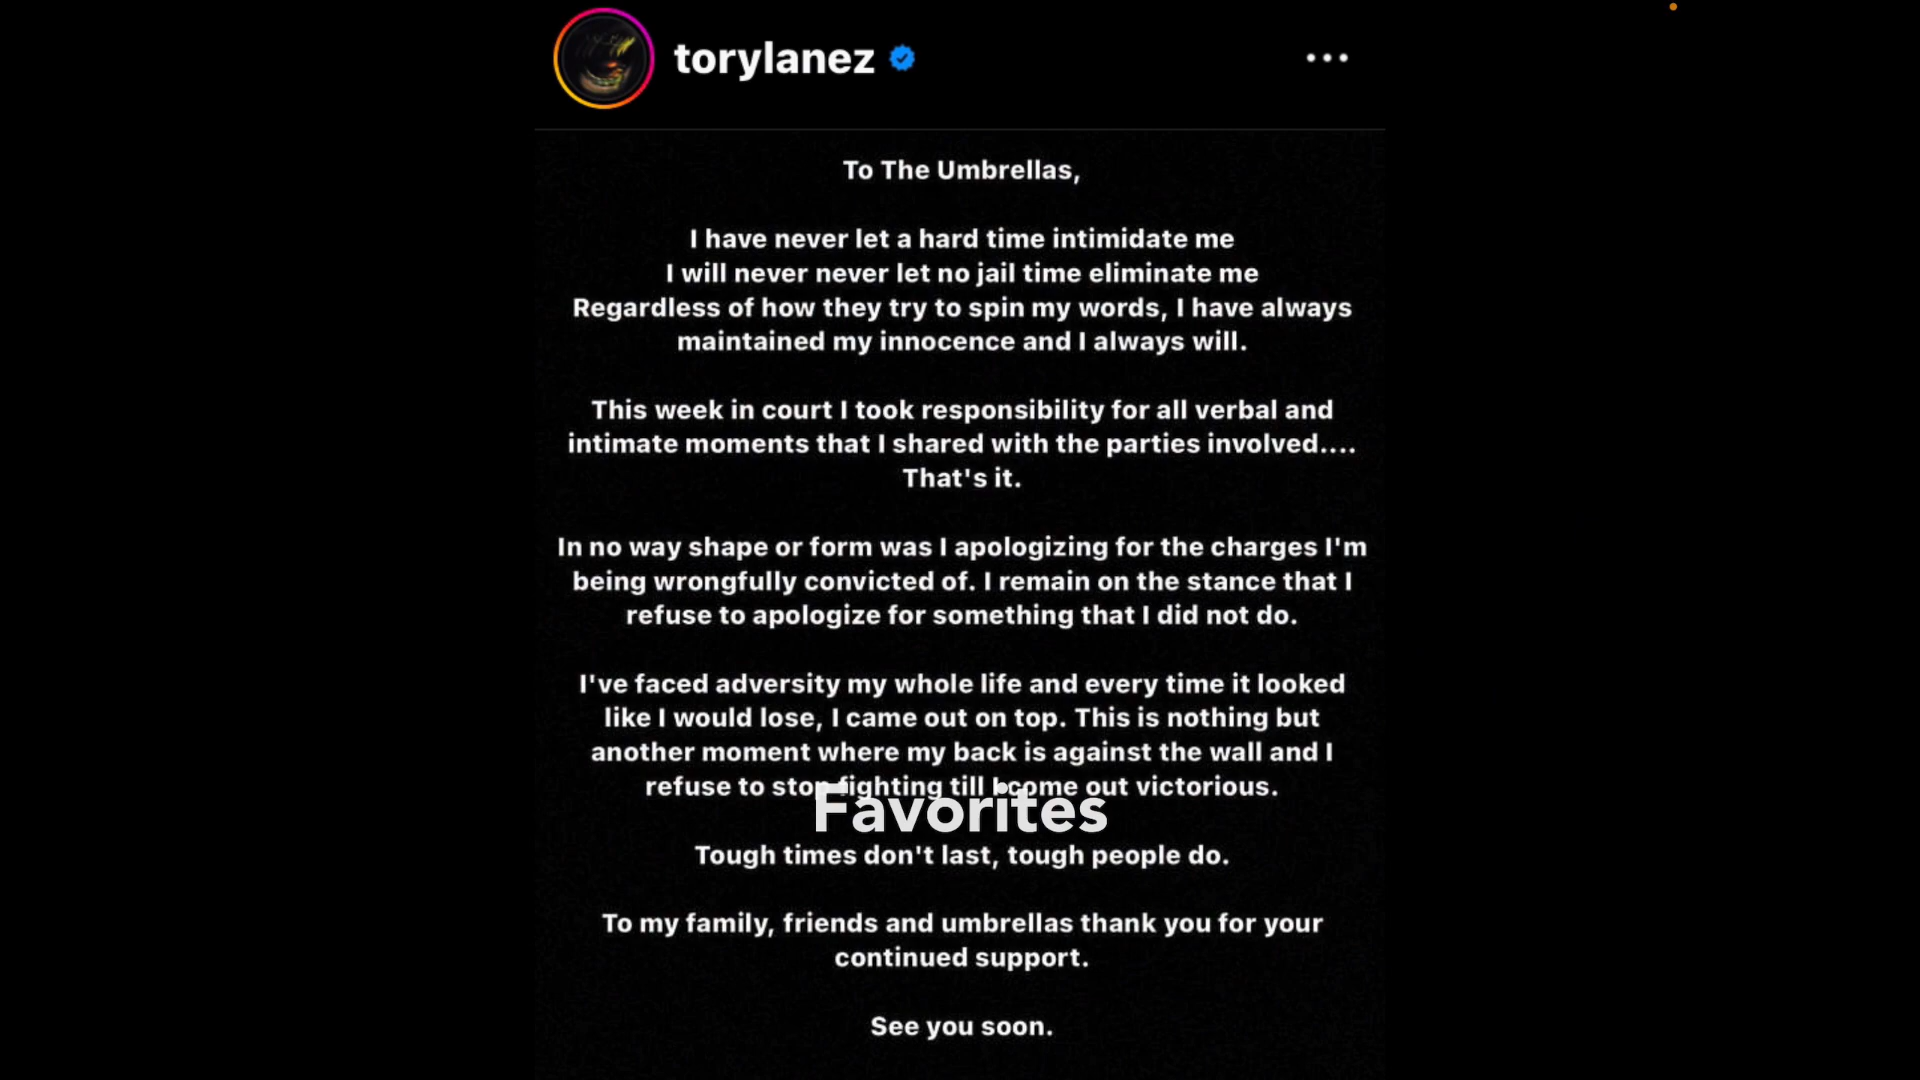 torylanez
To The Umbrellas,
I have never let a hard time intimidate me
I will never never let no jail time eliminate me
Regardless of how they try to spin my words, I have always
maintained my innocence and I always will.
This week in court I took responsibility for all verbal and
intimate moments that I shared with the parties involved....
That's it.
In no way shape or form was I apologizing for the charges I'm
being wrongfully convicted of. I remain on the stance that I
refuse to apologize for something that I did not do.
I've faced adversity my whole life and every time it looked
like I would lose, I came out on top. This is nothing but
another moment where my back is against the wall and I
refuse to stop fighting till I come out victorious.
Favorites
Tough times don't last, tough people do.
To my family, friends and umbrellas thank you for your
continued support.
See you soon.